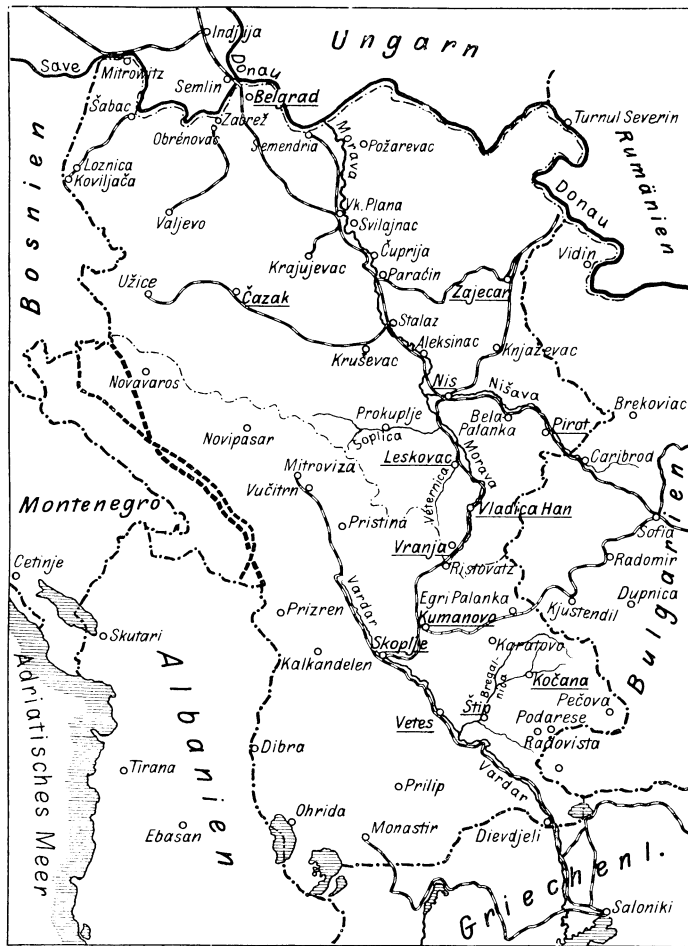 Ungarn
Indjija
Save
Mitrowitz
Donau
Semlin
Belgrad
Šabac
Zabrež
Obrénovac
Semendria
Morava
Požarevac
Turnul Severin
Rumänien
Bosnien
Loznica
Koviljača
Valjevo
Vk. Plana
Svilajnac
Donau
Vidin
Krajujevac
Čuprija
Paraćin
Zajecar
Užice
Čazak
Stalaz
Aleksinac
Kruševac
Knjaževac
Novavaros
Nis
Nišava
Brekoviac
Novipasar
Prokuplje
Soplica
Bela
Palanka
Pirot
Leskovac
Morava
Caribrod
Mitroviza
Vučitrn
Veternica
Montenegro
Vladica Han
Pristina
Sofia
Vranja
Ristovatz
Radomir
Cetinje
Vardar
Egri Palanka
Dupnica
Prizren
Kumanovo
Kjustendil
Bulgarien
Skutari
Skoplje
Karatovo
Kalkandelen
Bregal-
niba
Kočana
Albanien
Adriatisches Meer
Pečova
Vetes
Štip
Podarese
Radovista
Dibra
Vardar
Tirana
Prilip
Ohrida
Ebasan
Monastir
Dievdjeli
Griechenl.
Saloniki